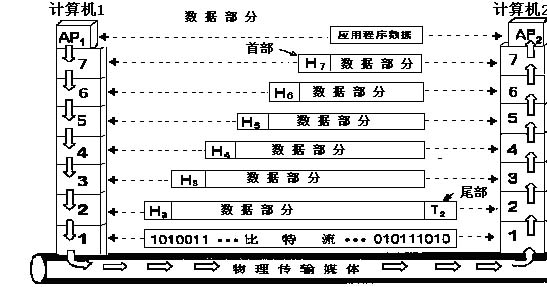 计算机1
数据部分
计算机2
AP₁
应用程序数据
AP₂
首部
7
H₇ 数据部分
7
6
H₆ 数据部分
6
5
H₅ 数据部分
5
4
H₄ 数据部分
4
3
数据部分
3
尾部
2
数据部分
T₂
2
1
1010011 ··· 比特流 ··· 010111010
1
物理传输媒体